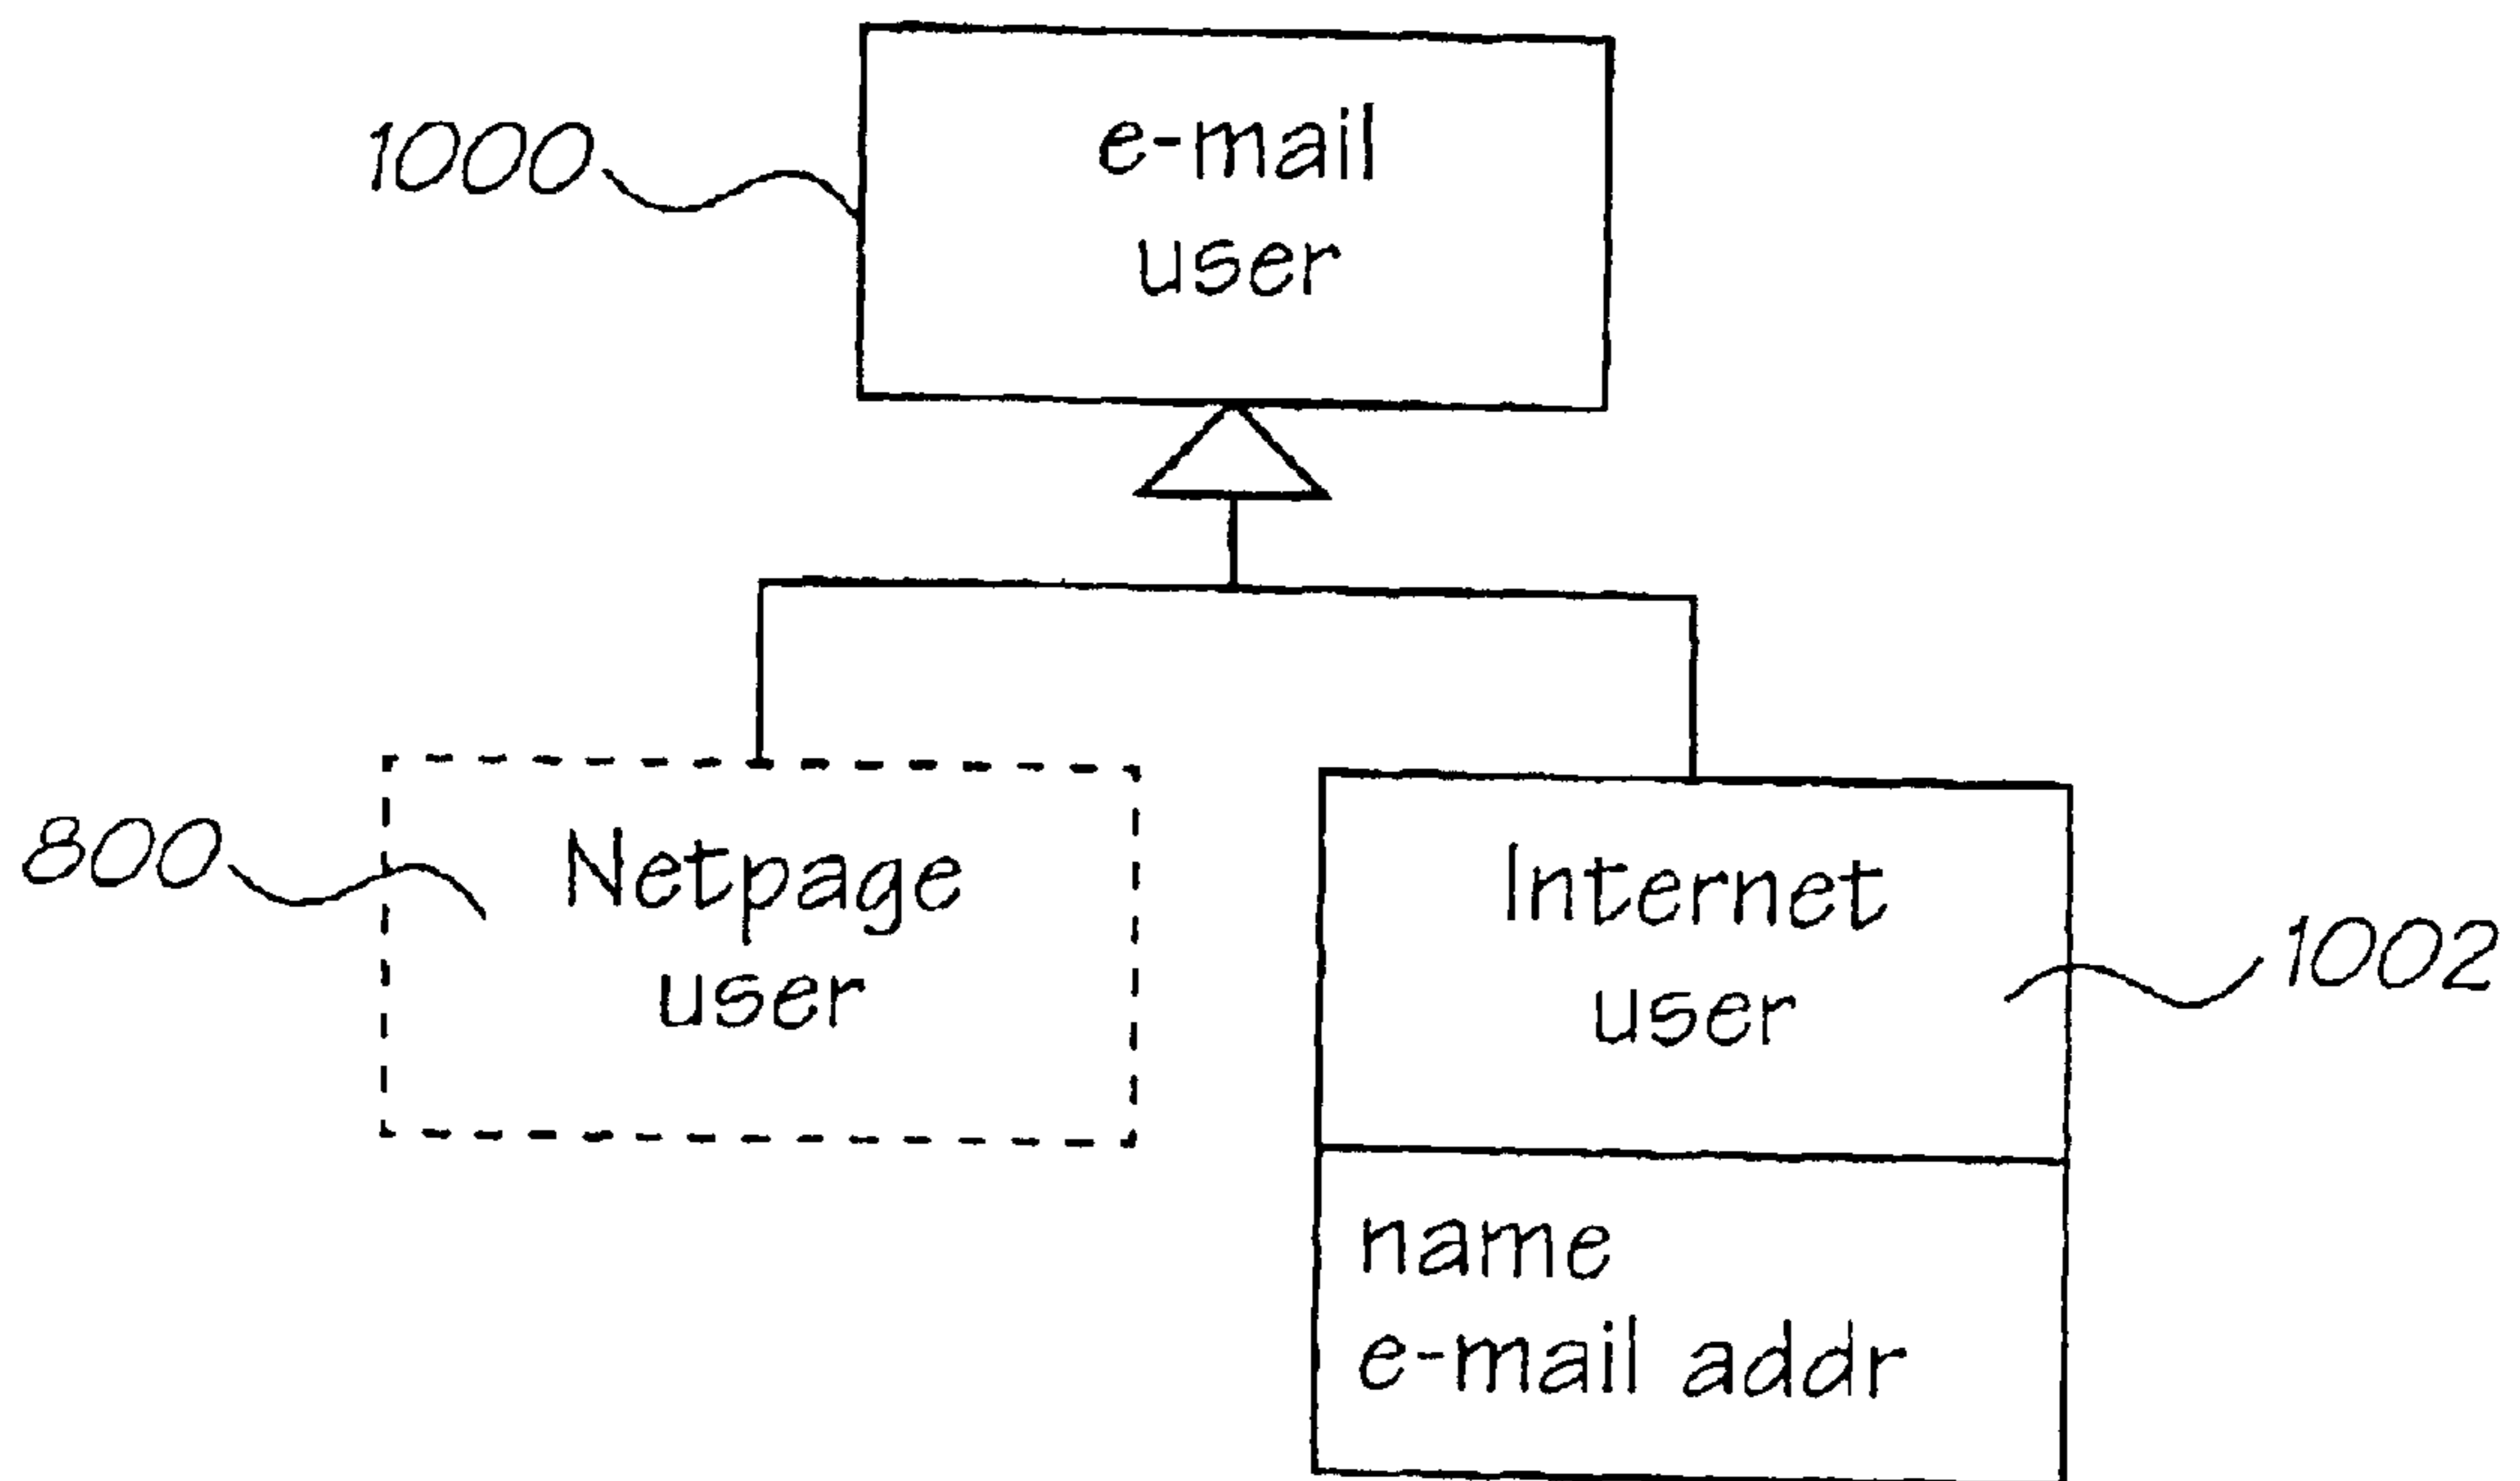 1000
e-mail
user
800
Netpage
user
Internet
user
1002
name
e-mail addr